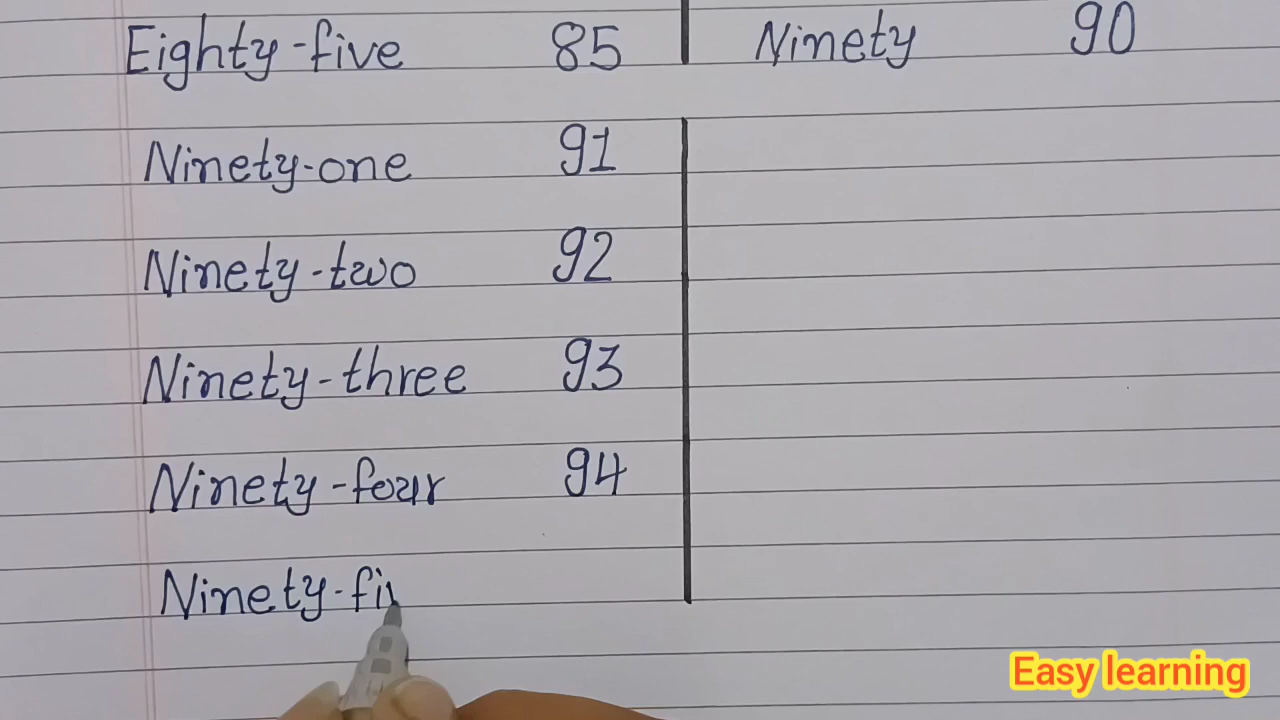 Eighty-five 85 Ninety 90
Ninety-one 91
Ninety-two 92
Ninety-three 93
Ninety-four 94
Ninety-fi
Easy learning